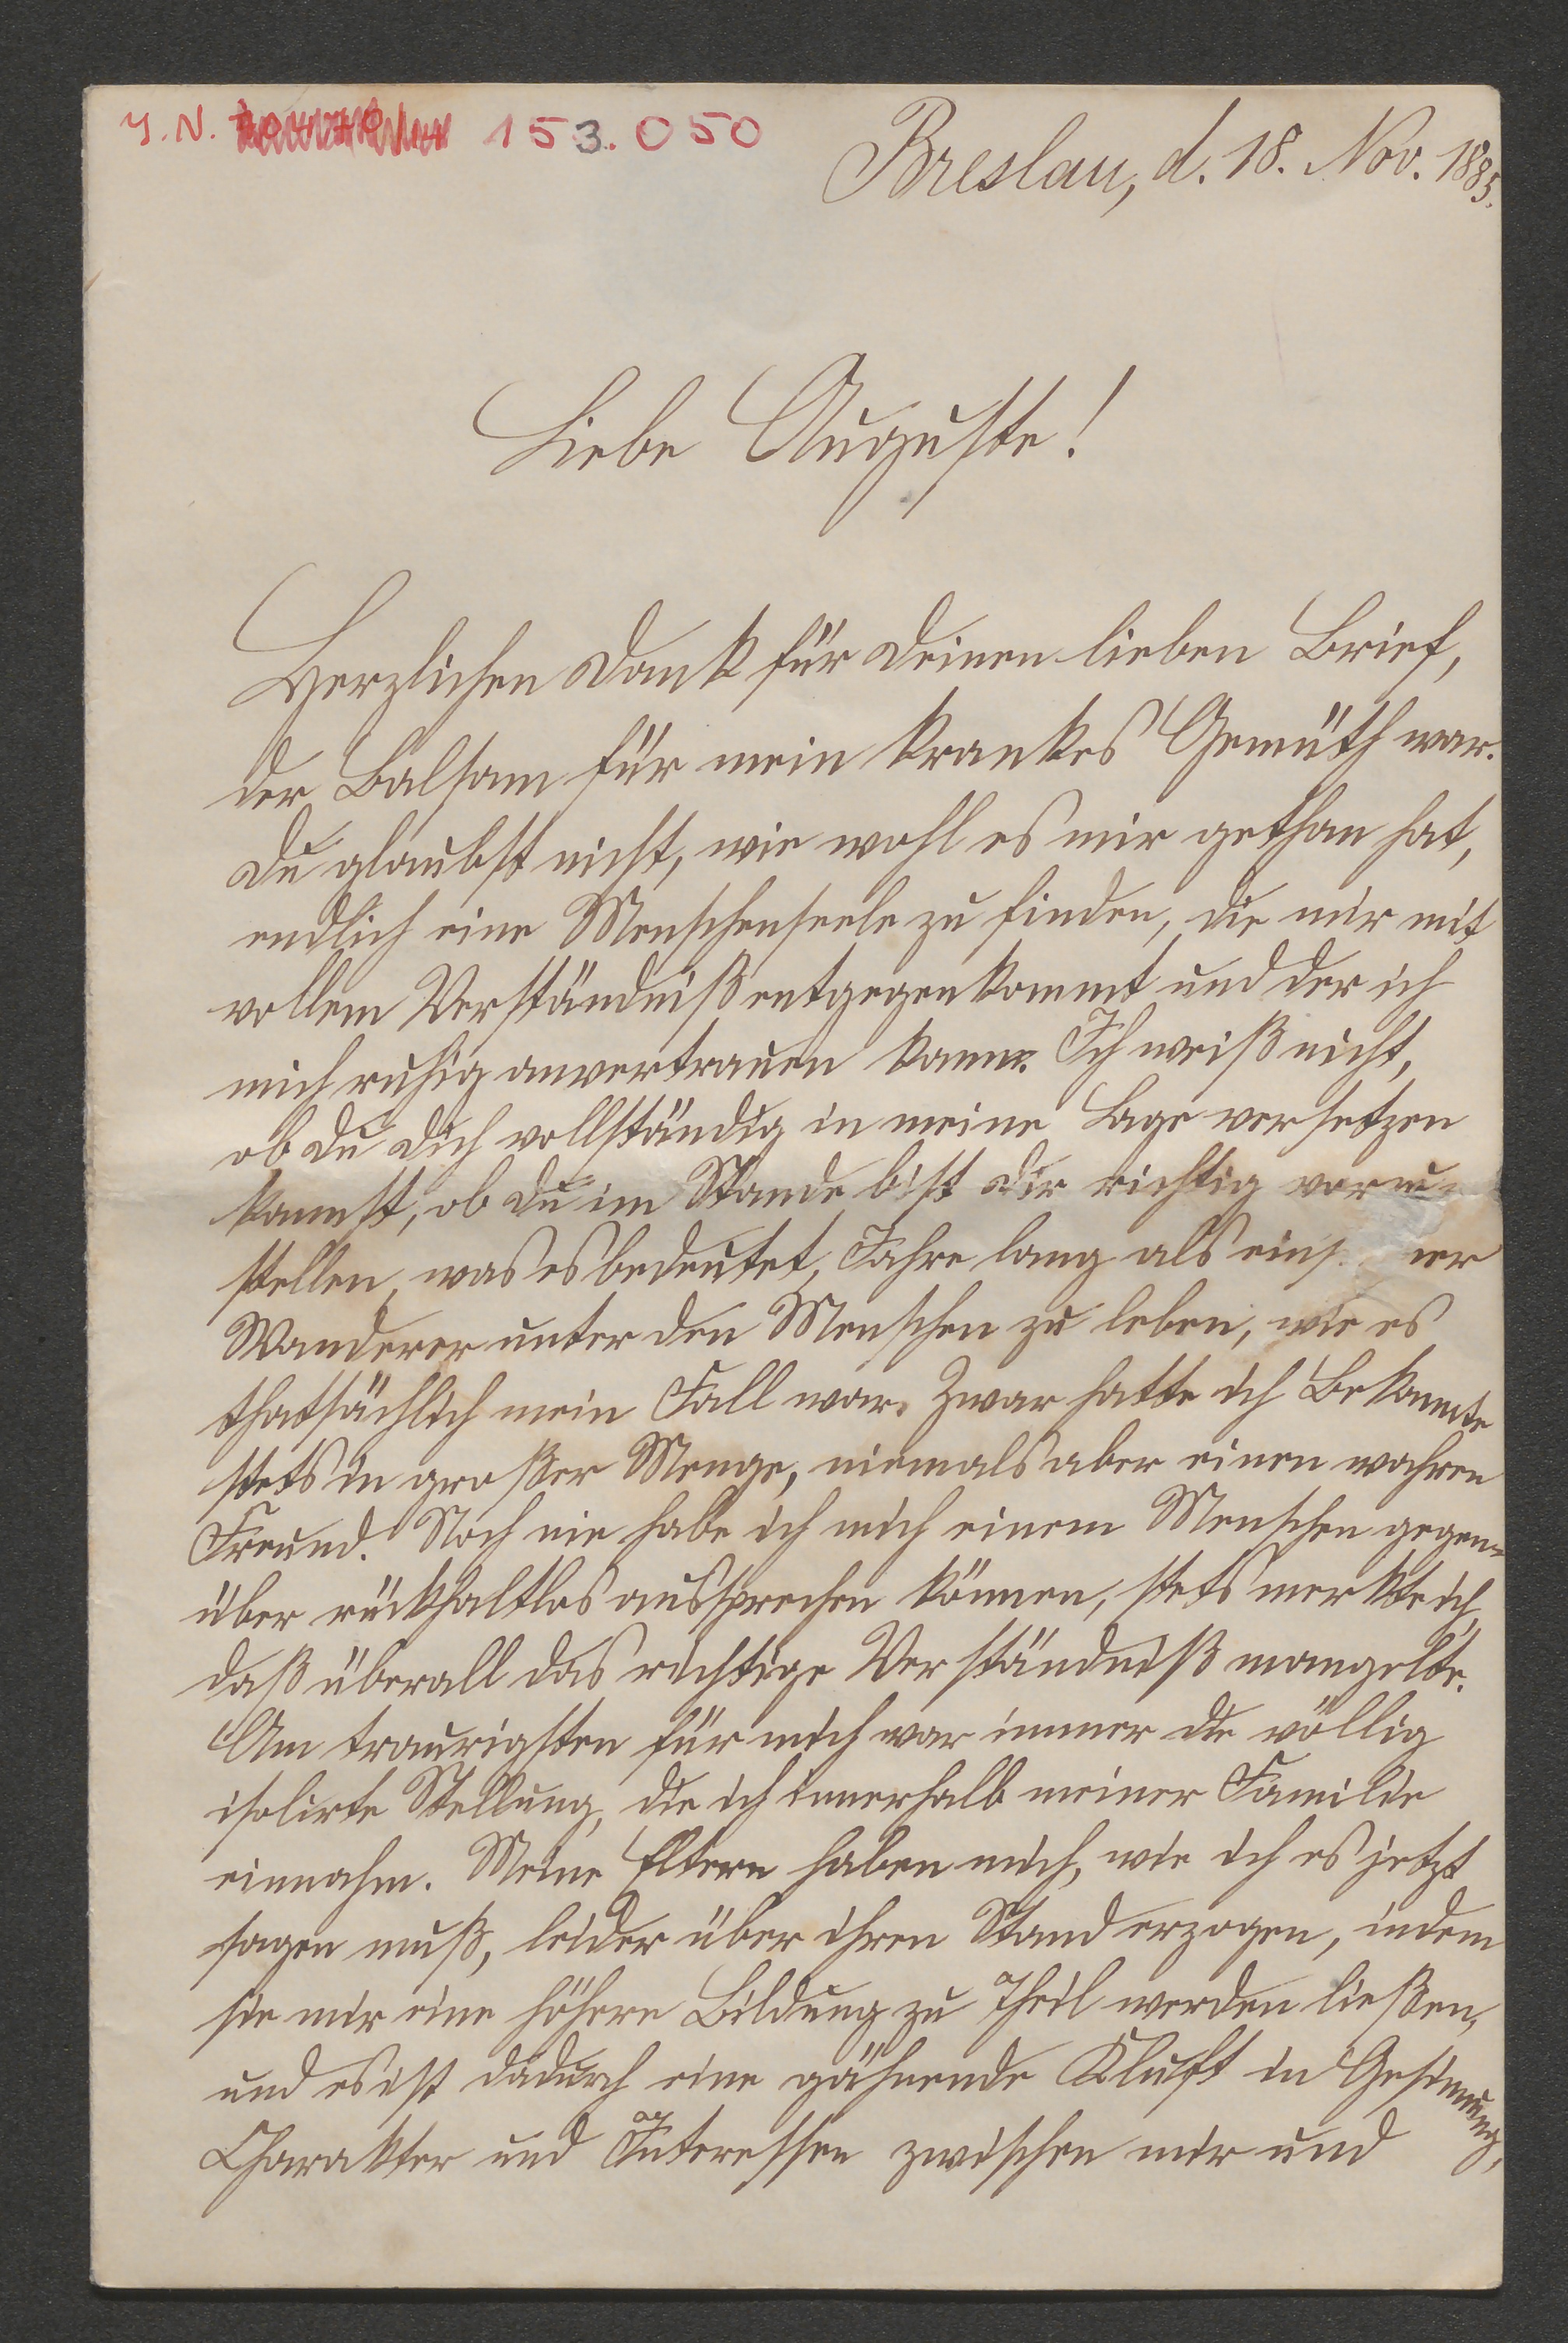 J.N. 153.050
Breslau, d. 18. Nov. 1885.
Liebe Auguste!
Herzlichen Dank für Deinen lieben Brief,
der Balsam für mein krankes Gemüth war.
Du glaubst nicht, wie wohl es mir gethan hat,
endlich eine Menschenseele zu finden, die mir mit
vollem Verständniß entgegenkommt und der ich
mich ruhig anvertrauen kann. Ich weiß nicht,
ob Du Dich vollständig in meine Lage versetzen
kannst, ob Du im Stande bist Dir richtig vorzu-
stellen, was es bedeutet, Jahre lang als eins er
Wanderer unter den Menschen zu leben, wie es
thatsächlich mein Fall war. Zwar hatte ich Bekannte
stets in großer Menge, niemals aber einen wahren
Freund. Noch nie habe ich mich einem Menschen gegen-
über rückhaltlos aussprechen können, stets merkte ich,
daß überall das richtige Verständniß mangelte.
Am traurigsten für mich war immer die völlig
isolirte Stellung, die ich innerhalb meiner Familie
einnahm. Meine Eltern haben mich, wie ich es jetzt
sagen muß, leider über ihren Stand erzogen, indem
sie mir eine höhere Bildung zu Theil werden ließen,
und es ist dadurch eine gähnende Kluft in Gesinnung,
Charakter und Interessen zwischen mir und